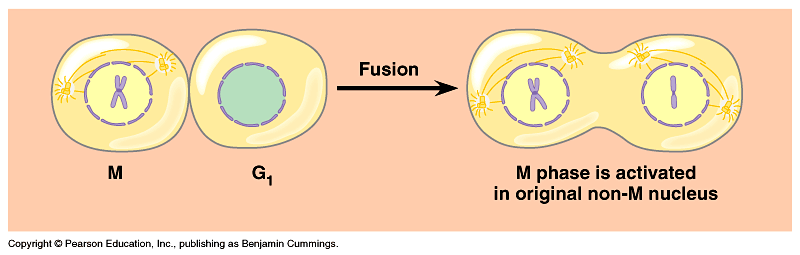 Fusion
M
G₁
M phase is activated
in original non-M nucleus
Copyright © Pearson Education, Inc., publishing as Benjamin Cummings.